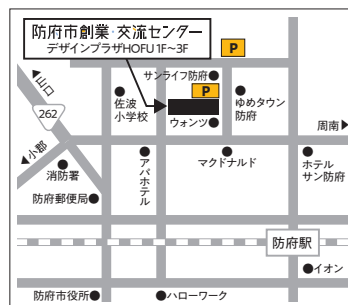 防府市創業・交流センター
デザインプラザHOFU 1F〜3F
P
サンライフ防府
P
山口
262
佐波
小学校
ゆめタウン
防府
ウォンツ
周南
小郡
消防署
アパホテル
マクドナルド
ホテル
サン防府
防府郵便局
防府駅
イオン
防府市役所
ハローワーク